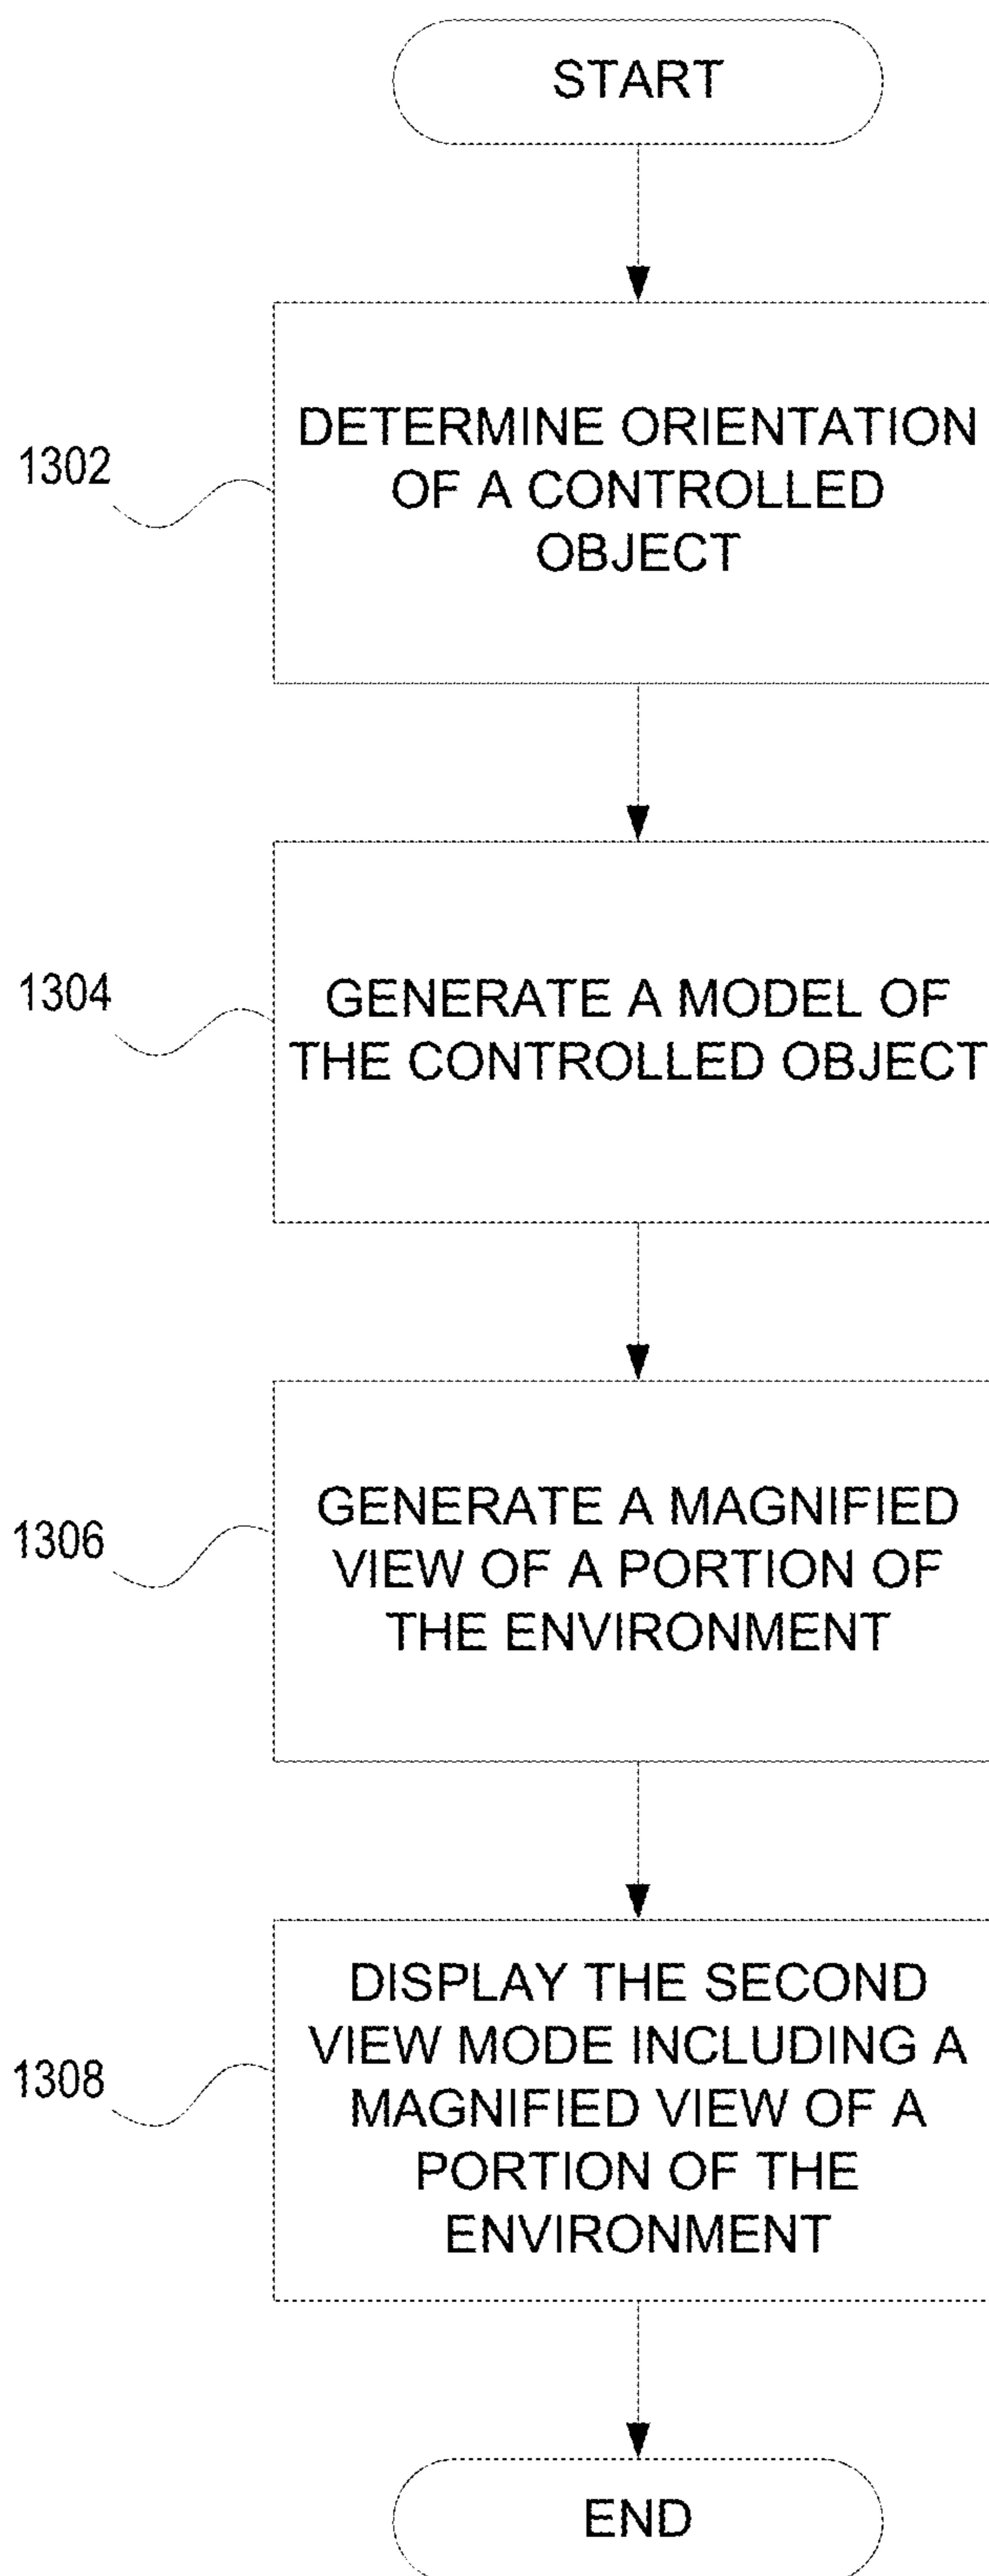 START
1302
DETERMINE ORIENTATION
OF A CONTROLLED
OBJECT
1304
GENERATE A MODEL OF
THE CONTROLLED OBJECT
1306
GENERATE A MAGNIFIED
VIEW OF A PORTION OF
THE ENVIRONMENT
1308
DISPLAY THE SECOND
VIEW MODE INCLUDING A
MAGNIFIED VIEW OF A
PORTION OF THE
ENVIRONMENT
END